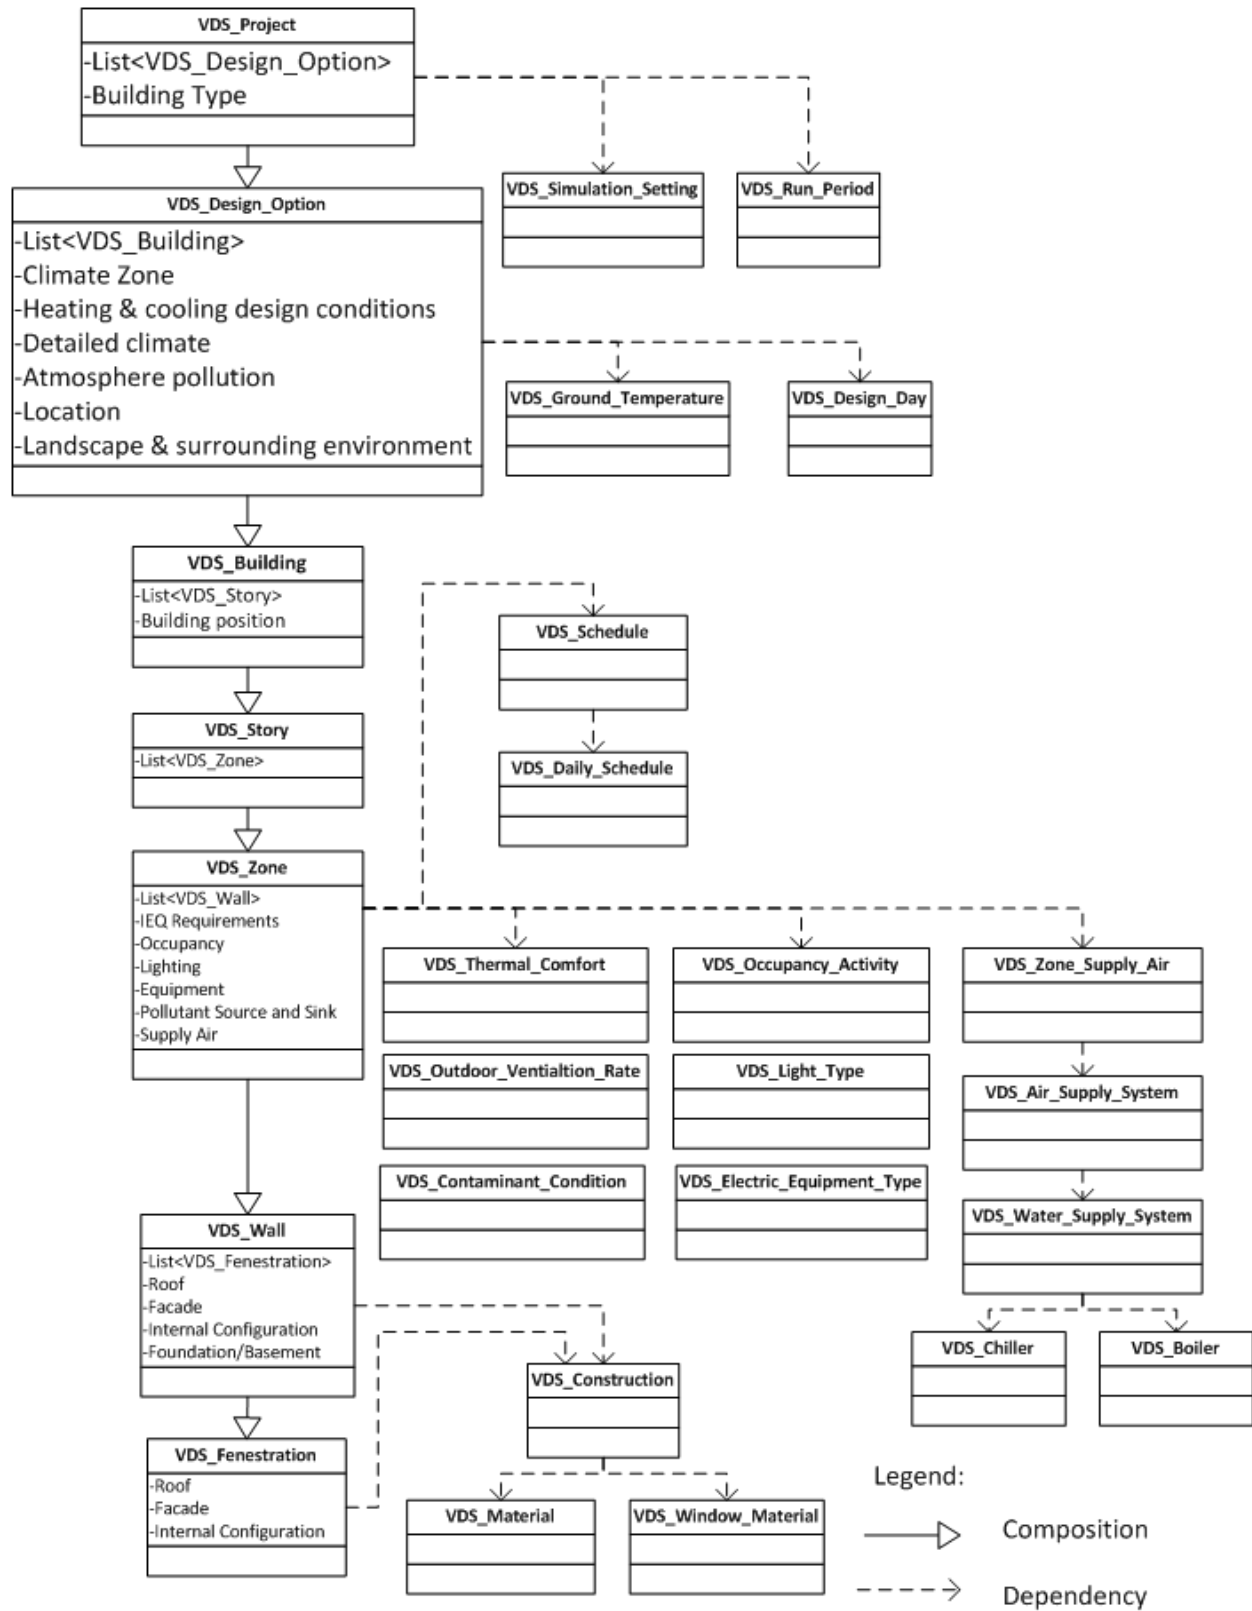 VDS_Project
-List<VDS_Design_Option>
-Building Type
VDS_Simulation_Setting
VDS_Run_Period
VDS_Design_Option
-List<VDS_Building>
-Climate Zone
-Heating & cooling design conditions
-Detailed climate
-Atmosphere pollution
-Location
-Landscape & surrounding environment
VDS_Ground_Temperature
VDS_Design_Day
VDS_Building
-List<VDS_Story>
-Building position
VDS_Schedule
VDS_Story
-List<VDS_Zone>
VDS_Daily_Schedule
VDS_Zone
-List<VDS_Wall>
-IEQ Requirements
-Occupancy
-Lighting
-Equipment
-Pollutant Source and Sink
-Supply Air
VDS_Thermal_Comfort
VDS_Occupancy_Activity
VDS_Zone_Supply_Air
VDS_Outdoor_Ventialtion_Rate
VDS_Light_Type
VDS_Air_Supply_System
VDS_Contaminant_Condition
VDS_Electric_Equipment_Type
VDS_Water_Supply_System
VDS_Wall
-List<VDS_Fenestration>
-Roof
-Facade
-Internal Configuration
-Foundation/Basement
VDS_Chiller
VDS_Boiler
VDS_Construction
VDS_Fenestration
-Roof
-Facade
-Internal Configuration
VDS_Material
VDS_Window_Material
Legend:
Composition
Dependency